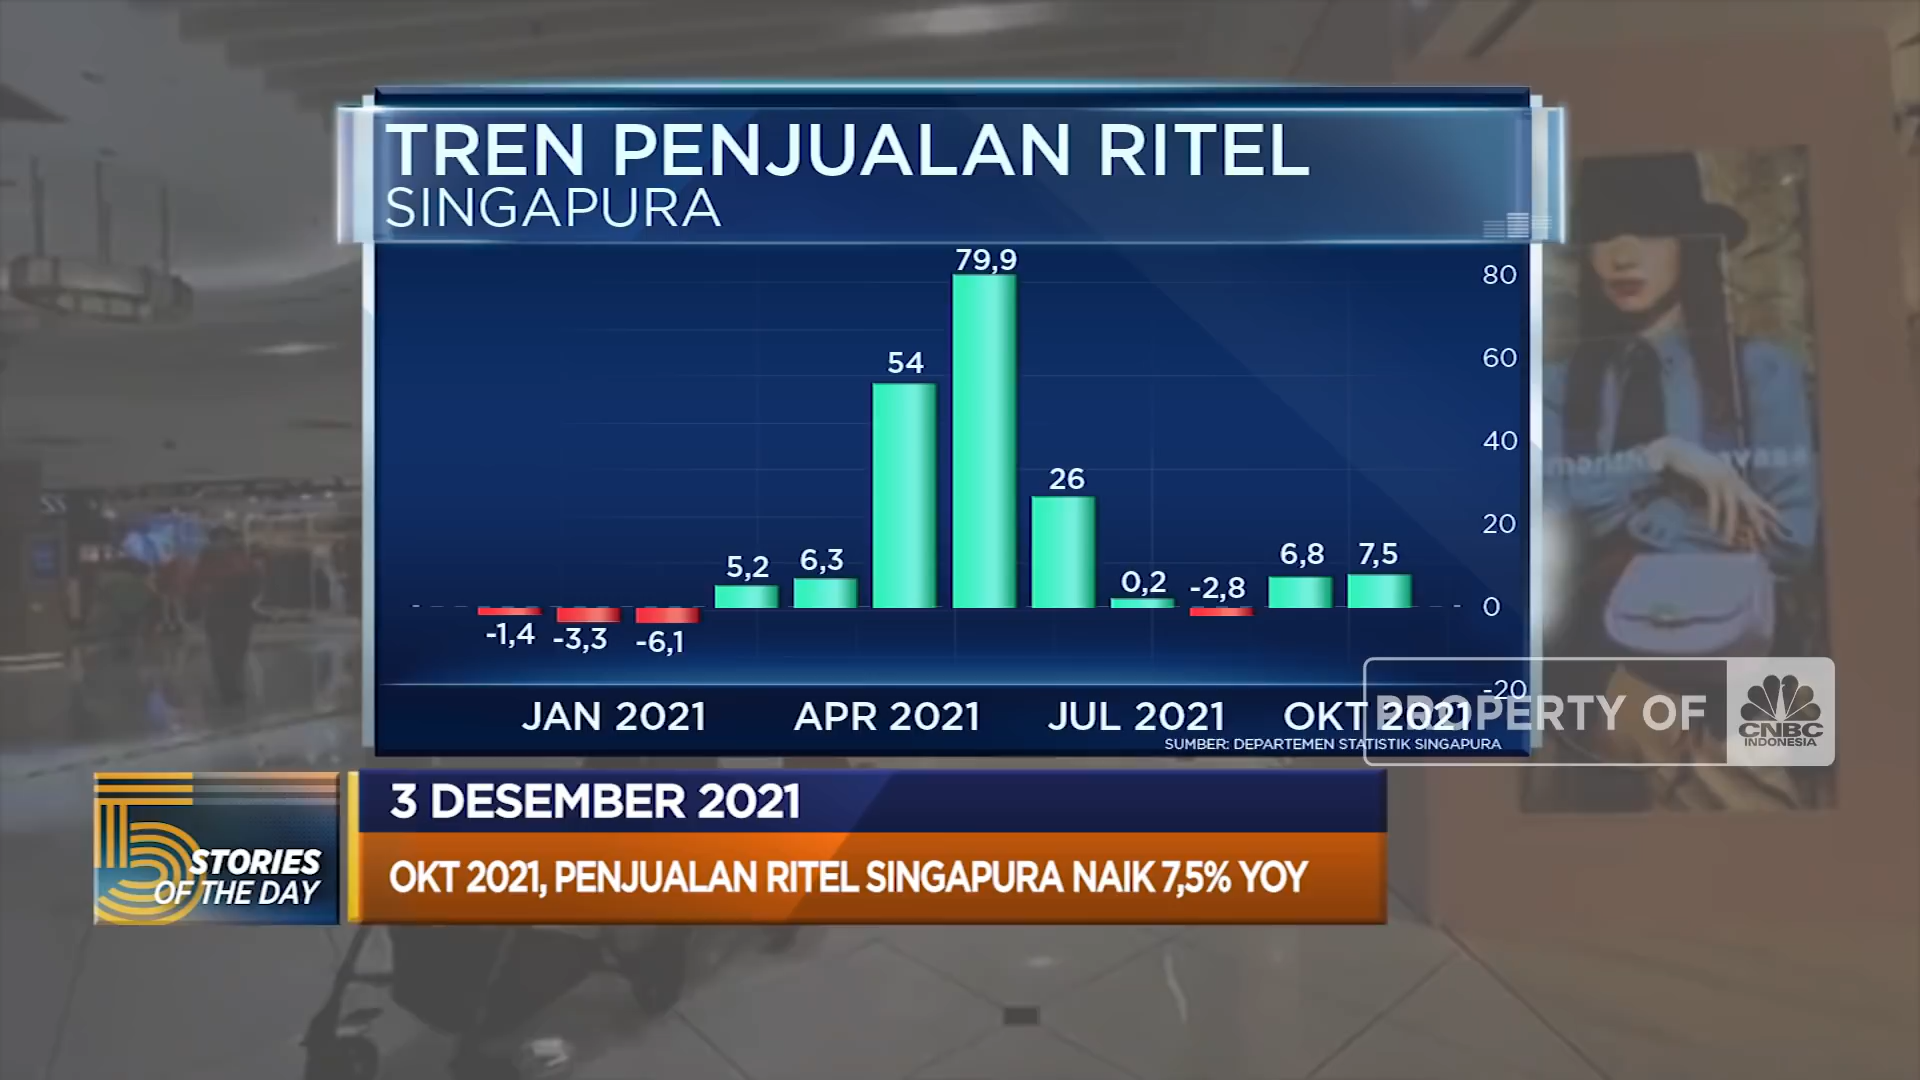 TREN PENJUALAN RITEL
SINGAPURA
79,9
54
26
5,2
6,3
0,2
-2,8
6,8
7,5
-1,4
-3,3
-6,1
80
60
40
20
0
-20
JAN 2021
APR 2021
JUL 2021
OKT 2021
SUMBER: DEPARTEMEN STATISTIK SINGAPURA
PROPERTY OF
CNBC
INDONESIA
3 DESEMBER 2021
OKT 2021, PENJUALAN RITEL SINGAPURA NAIK 7,5% YOY
5
STORIES
OF THE DAY